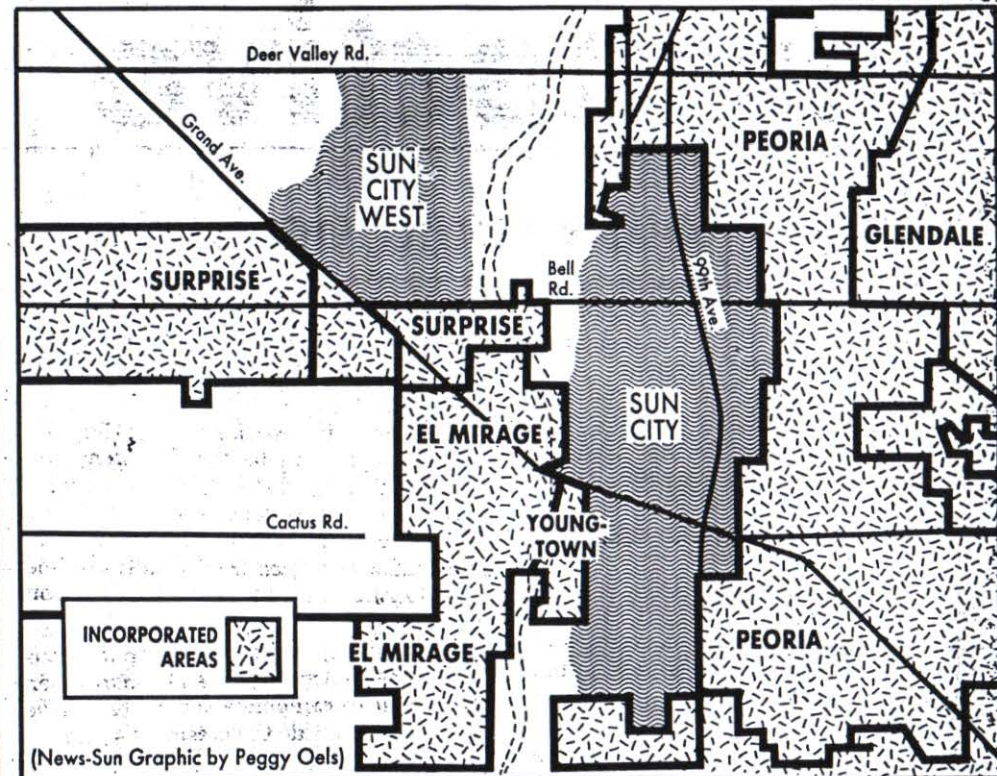 Deer Valley Rd.
Grand Ave.
SUN
CITY
WEST
PEORIA
GLENDALE
SURPRISE
Bell
Rd.
99th Ave.
SURPRISE
SUN
CITY
EL MIRAGE
Cactus Rd.
YOUNG-
TOWN
INCORPORATED
AREAS
EL MIRAGE
PEORIA
(News-Sun Graphic by Peggy Oels)